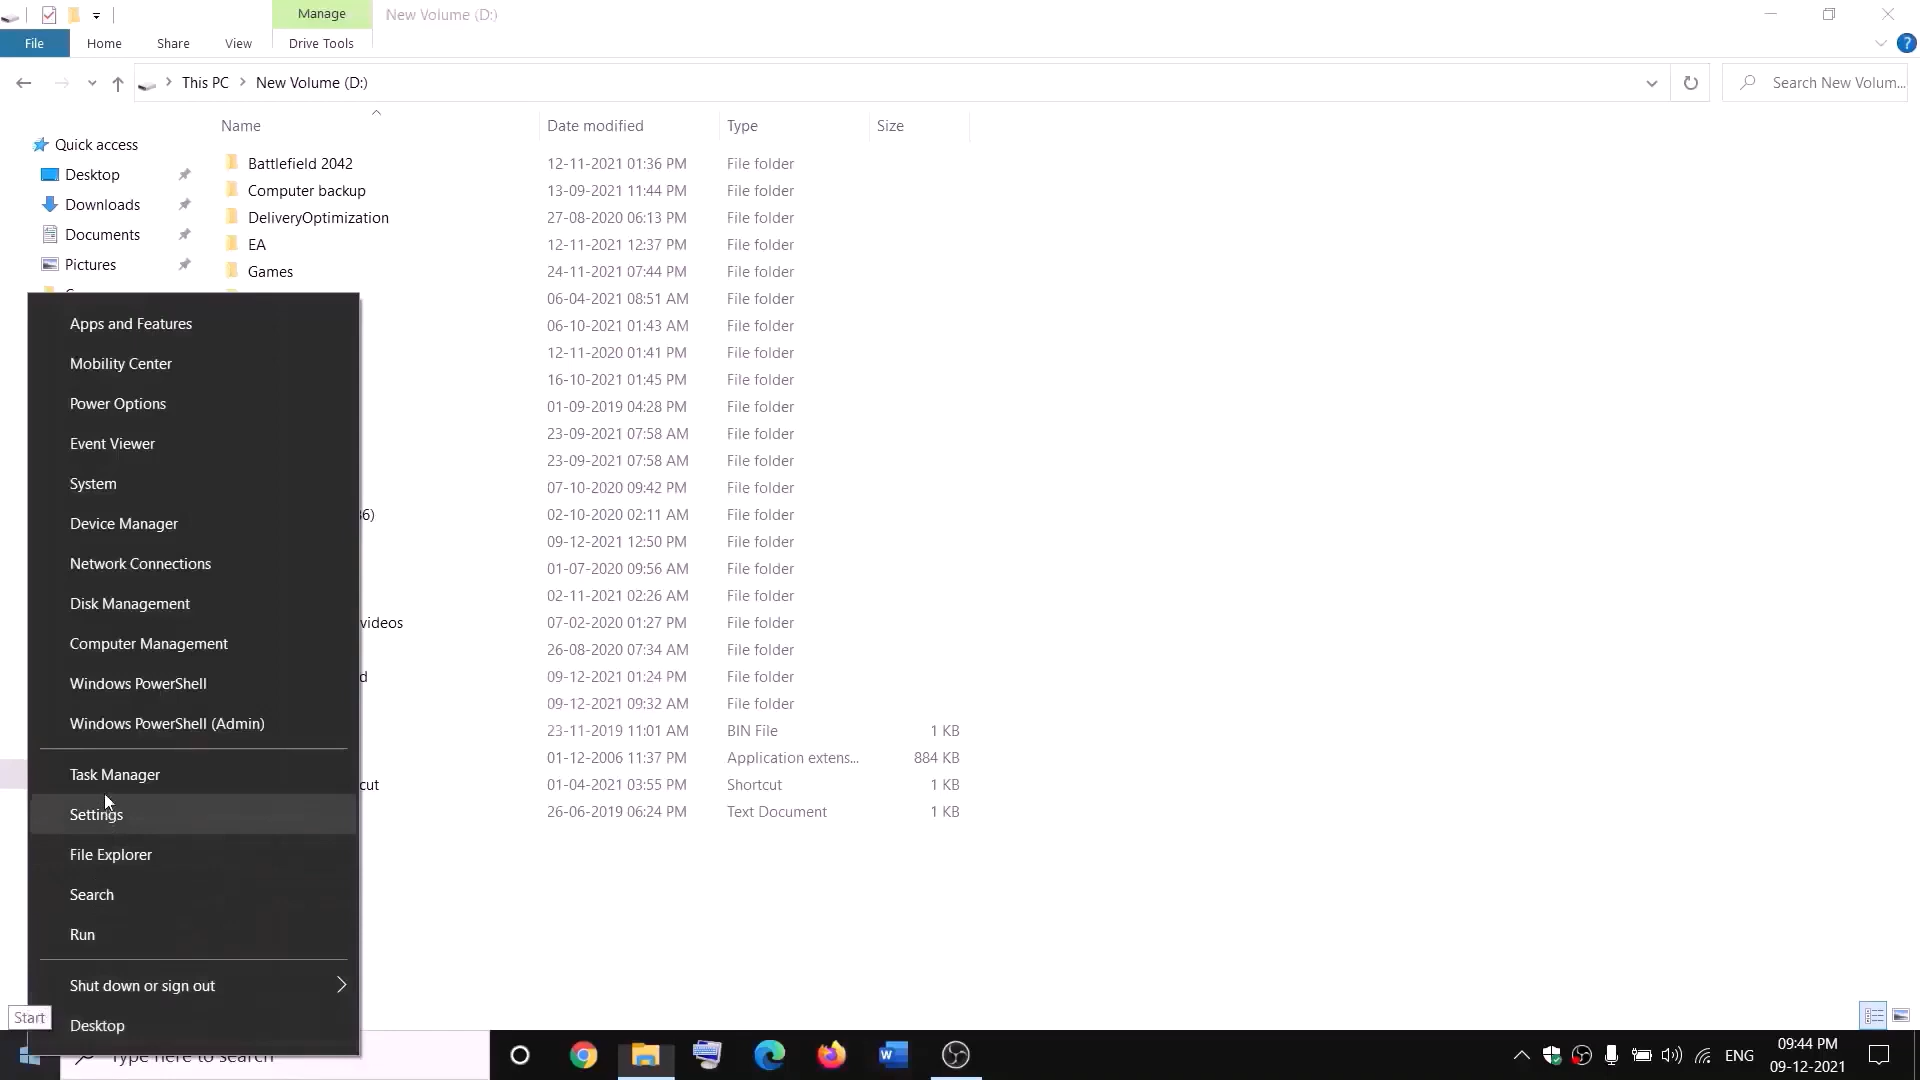 Manage
New Volume (D:)
File
Home
Share
View
Drive Tools
This PC
New Volume (D:)
Search New Volum...
Name
Date modified
Type
Size
Quick access
Desktop
Downloads
Documents
Pictures
Battlefield 2042 12-11-2021 01:36 PM File folder
Computer backup 13-09-2021 11:44 PM File folder
DeliveryOptimization 27-08-2020 06:13 PM File folder
EA 12-11-2021 12:37 PM File folder
Games 24-11-2021 07:44 PM File folder
06-04-2021 08:51 AM File folder
06-10-2021 01:43 AM File folder
12-11-2020 01:41 PM File folder
16-10-2021 01:45 PM File folder
01-09-2019 04:28 PM File folder
23-09-2021 07:58 AM File folder
23-09-2021 07:58 AM File folder
07-10-2020 09:42 PM File folder
36) 02-10-2020 02:11 AM File folder
09-12-2021 12:50 PM File folder
01-07-2020 09:56 AM File folder
02-11-2021 02:26 AM File folder
videos 07-02-2020 01:27 PM File folder
26-08-2020 07:34 AM File folder
d 09-12-2021 01:24 PM File folder
09-12-2021 09:32 AM File folder
23-11-2019 11:01 AM BIN File 1 KB
01-12-2006 11:37 PM Application extens... 884 KB
cut 01-04-2021 03:55 PM Shortcut 1 KB
26-06-2019 06:24 PM Text Document 1 KB
Apps and Features
Mobility Center
Power Options
Event Viewer
System
Device Manager
Network Connections
Disk Management
Computer Management
Windows PowerShell
Windows PowerShell (Admin)
Task Manager
Settings
File Explorer
Search
Run
Shut down or sign out
Desktop
Start
Type here to search
ENG
09:44 PM
09-12-2021